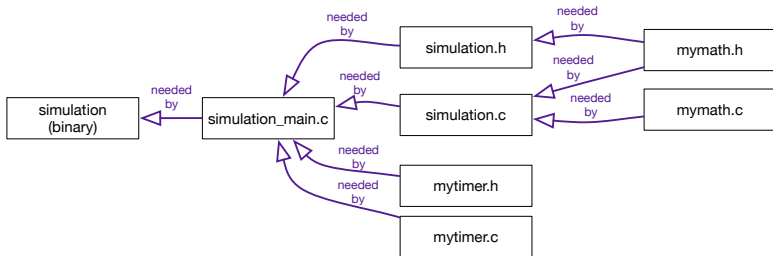 needed
by
simulation.h
needed
by
mymath.h
needed
by
simulation
(binary)
needed
by
simulation_main.c
needed
by
simulation.c
needed
by
mymath.c
needed
by
mytimer.h
needed
by
mytimer.c